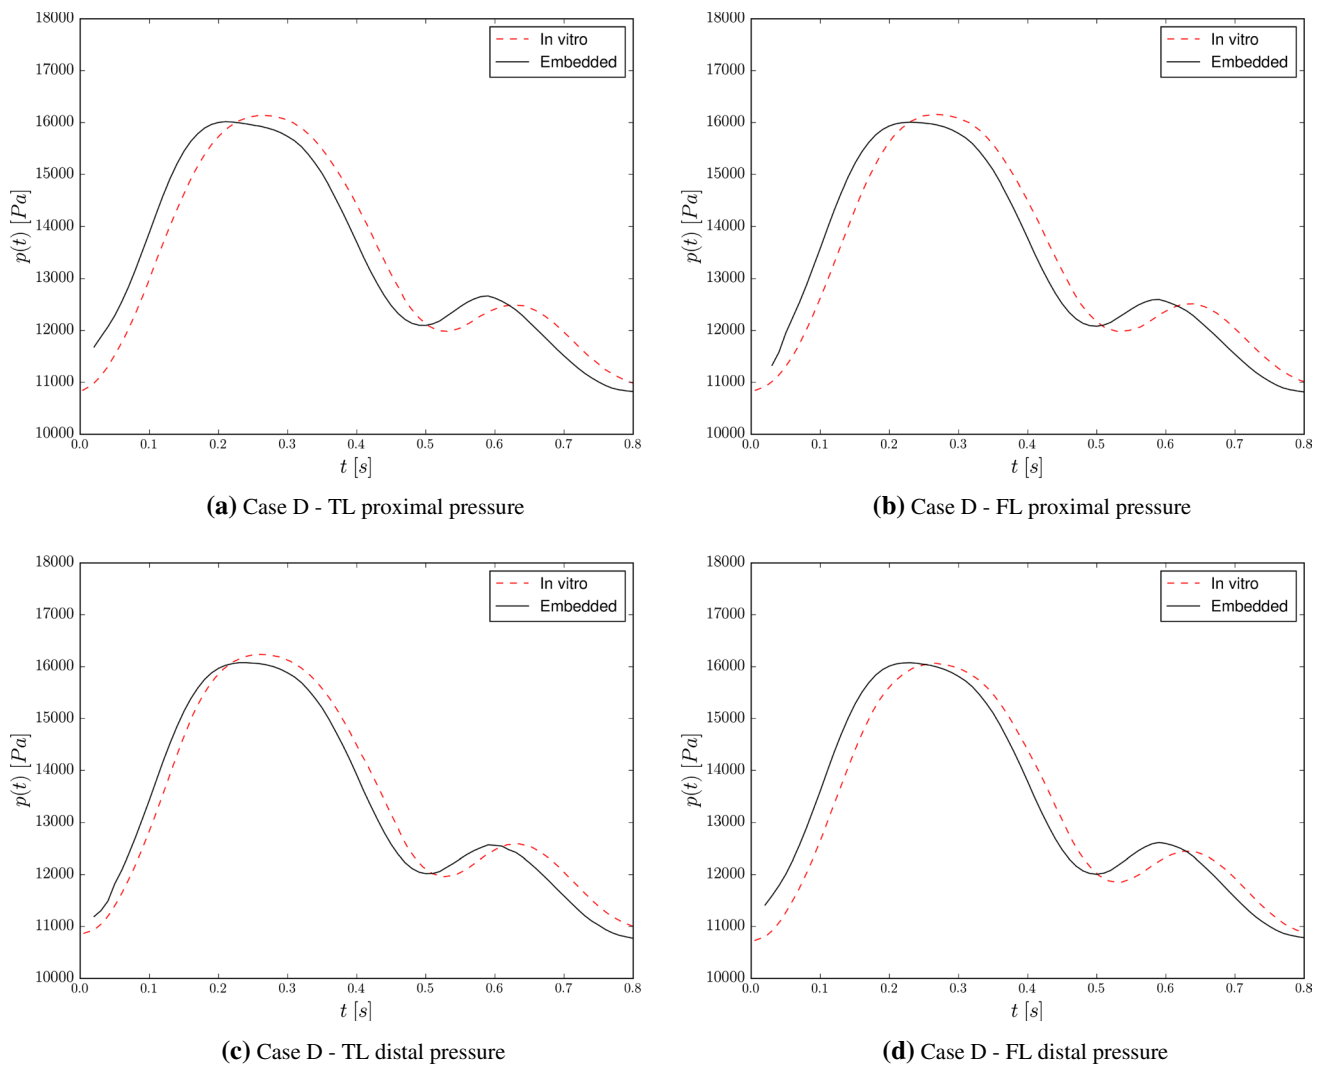 18000
17000
16000
15000
14000
13000
12000
11000
10000
p(t) [Pa]
In vitro
Embedded
0.0 0.1 0.2 0.3 0.4 0.5 0.6 0.7 0.8
t [s]
(a) Case D - TL proximal pressure
18000
17000
16000
15000
14000
13000
12000
11000
10000
p(t) [Pa]
In vitro
Embedded
0.0 0.1 0.2 0.3 0.4 0.5 0.6 0.7 0.8
t [s]
(b) Case D - FL proximal pressure
18000
17000
16000
15000
14000
13000
12000
11000
10000
p(t) [Pa]
In vitro
Embedded
0.0 0.1 0.2 0.3 0.4 0.5 0.6 0.7 0.8
t [s]
(c) Case D - TL distal pressure
18000
17000
16000
15000
14000
13000
12000
11000
10000
p(t) [Pa]
In vitro
Embedded
0.0 0.1 0.2 0.3 0.4 0.5 0.6 0.7 0.8
t [s]
(d) Case D - FL distal pressure